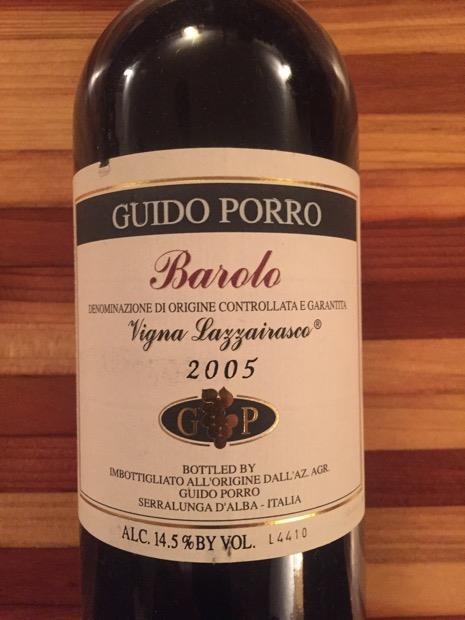 GUIDO PORRO
Barolo
DENOMINAZIONE DI ORIGINE CONTROLLATA E GARANTITA
Vigna Lazzairasco®
2005
G P
BOTTLED BY
IMBOTTIGLIATO ALL'ORIGINE DALL'AZ. AGR.
GUIDO PORRO
SERRALUNGA D'ALBA - ITALIA
ALC. 14.5 % BY VOL. L4410